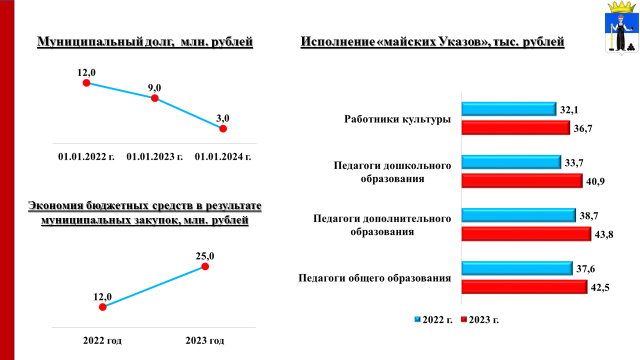 Муниципальный долг, млн. рублей
12,0
9,0
3,0
01.01.2022 г.
01.01.2023 г.
01.01.2024 г.
Экономия бюджетных средств в результате
муниципальных закупок, млн. рублей
12,0
25,0
2022 год
2023 год
Исполнение «майских Указов», тыс. рублей
Работники культуры
32,1
36,7
Педагоги дошкольного
образования
33,7
40,9
Педагоги дополнительного
образования
38,7
43,8
Педагоги общего образования
37,6
42,5
2022 г.
2023 г.